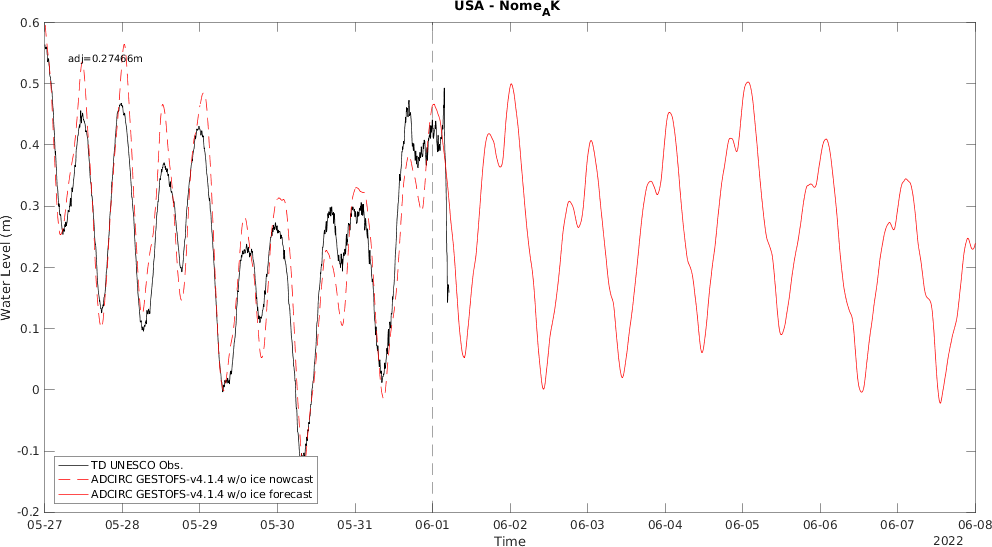 USA - Nome_AK
adj=0.27466m
Water Level (m)
0.6
0.5
0.4
0.3
0.2
0.1
0
-0.1
-0.2
TD UNESCO Obs.
ADCIRC GESTOFS-v4.1.4 w/o ice nowcast
ADCIRC GESTOFS-v4.1.4 w/o ice forecast
05-27 05-28 05-29 05-30 05-31 06-01 06-02 06-03 06-04 06-05 06-06 06-07 06-08
Time
2022